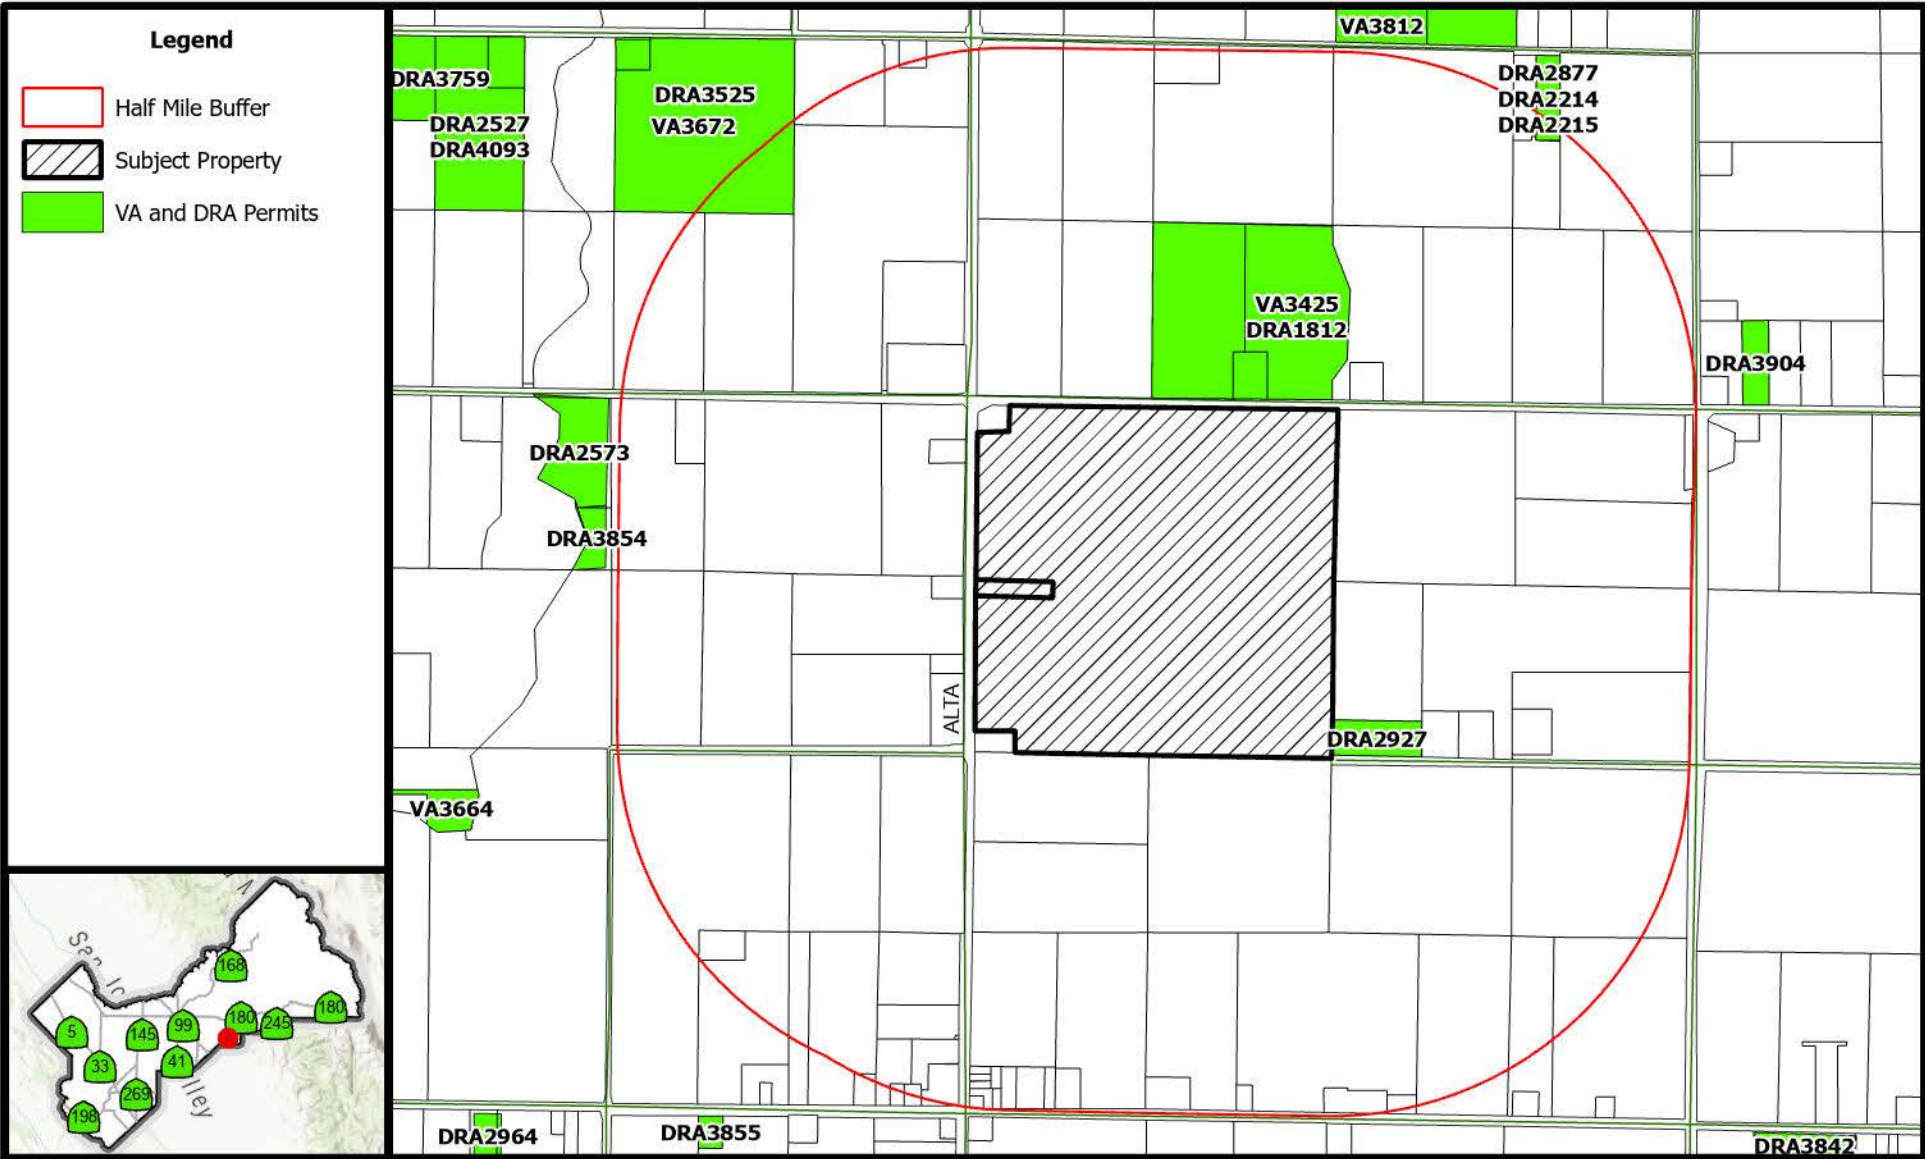 Legend
Half Mile Buffer
Subject Property
VA and DRA Permits
VA3812
DRA3759
DRA2527
DRA4093
DRA3525
VA3672
DRA2877
DRA2214
DRA2215
VA3425
DRA1812
DRA3904
DRA2573
DRA3854
ALTA
DRA2927
VA3664
DRA2964
DRA3855
DRA3842
168
180
180
245
99
145
5
41
33
269
198
lley